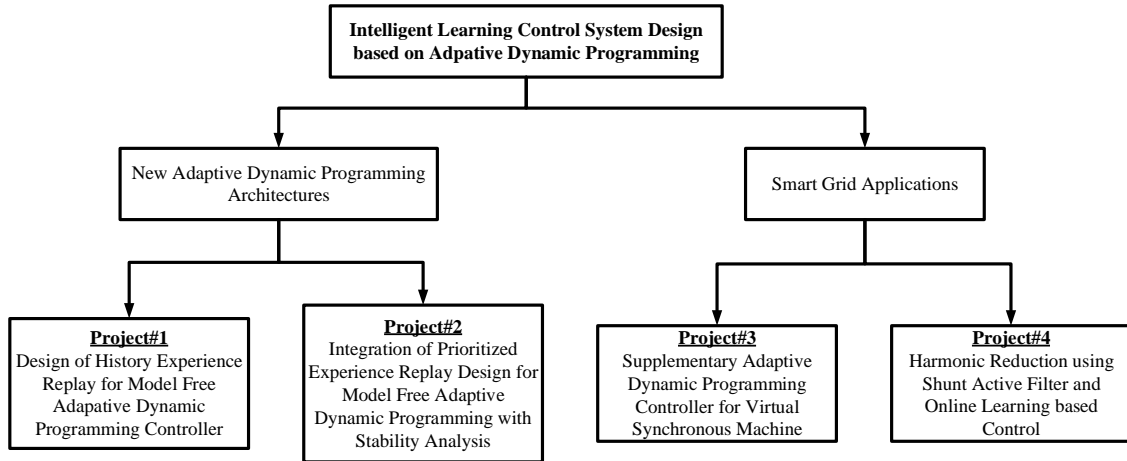 Intelligent Learning Control System Design
based on Adpative Dynamic Programming
New Adaptive Dynamic Programming
Architectures
Smart Grid Applications
Project#1
Design of History Experience
Replay for Model Free
Adapative Dynamic
Programming Controller
Project#2
Integration of Prioritized
Experience Replay Design for
Model Free Adaptive
Dynamic Programming with
Stability Analysis
Project#3
Supplementary Adaptive
Dynamic Programming
Controller for Virtual
Synchronous Machine
Project#4
Harmonic Reduction using
Shunt Active Filter and
Online Learning based
Control